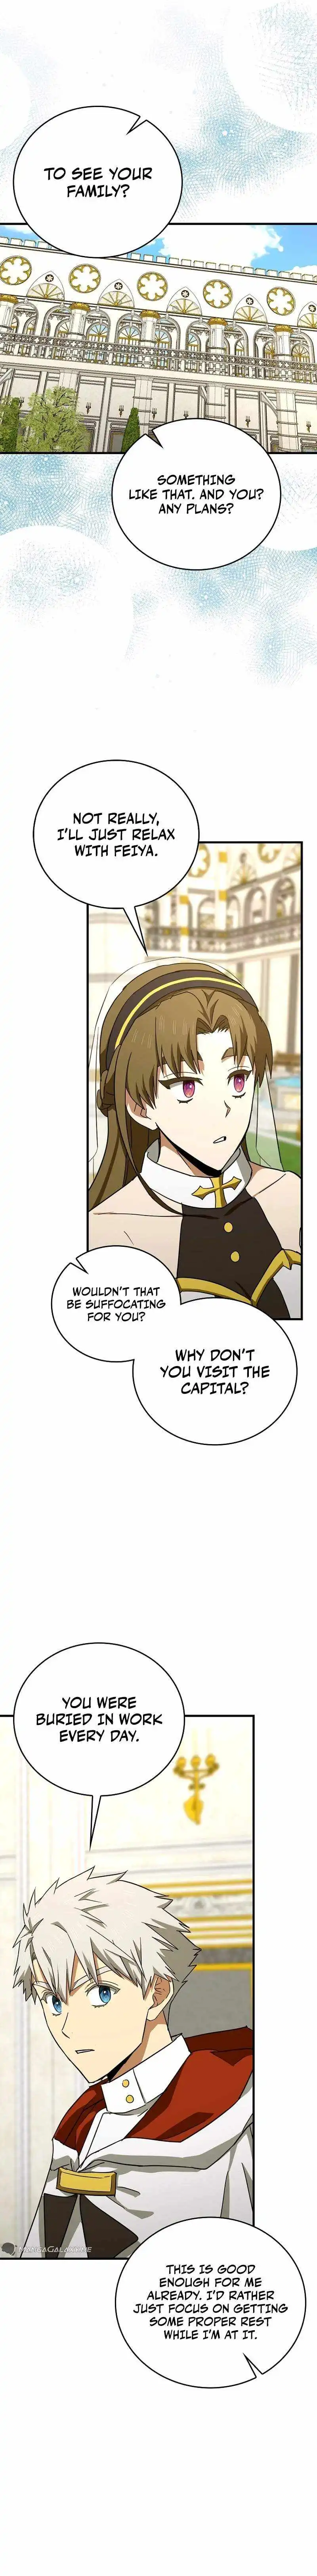 TO SEE YOUR
FAMILY?
SOMETHING
LIKE THAT. AND YOU?
ANY PLANS?
NOT REALLY,
I'LL JUST RELAX
WITH FEIYA.
WOULDN'T THAT
BE SUFFOCATING
FOR YOU?
WHY DON'T
YOU VISIT THE
CAPITAL?
YOU WERE
BURIED IN WORK
EVERY DAY.
THIS IS GOOD
ENOUGH FOR ME
ALREADY. I'D RATHER
JUST FOCUS ON GETTING
SOME PROPER REST
WHILE I'M AT IT.